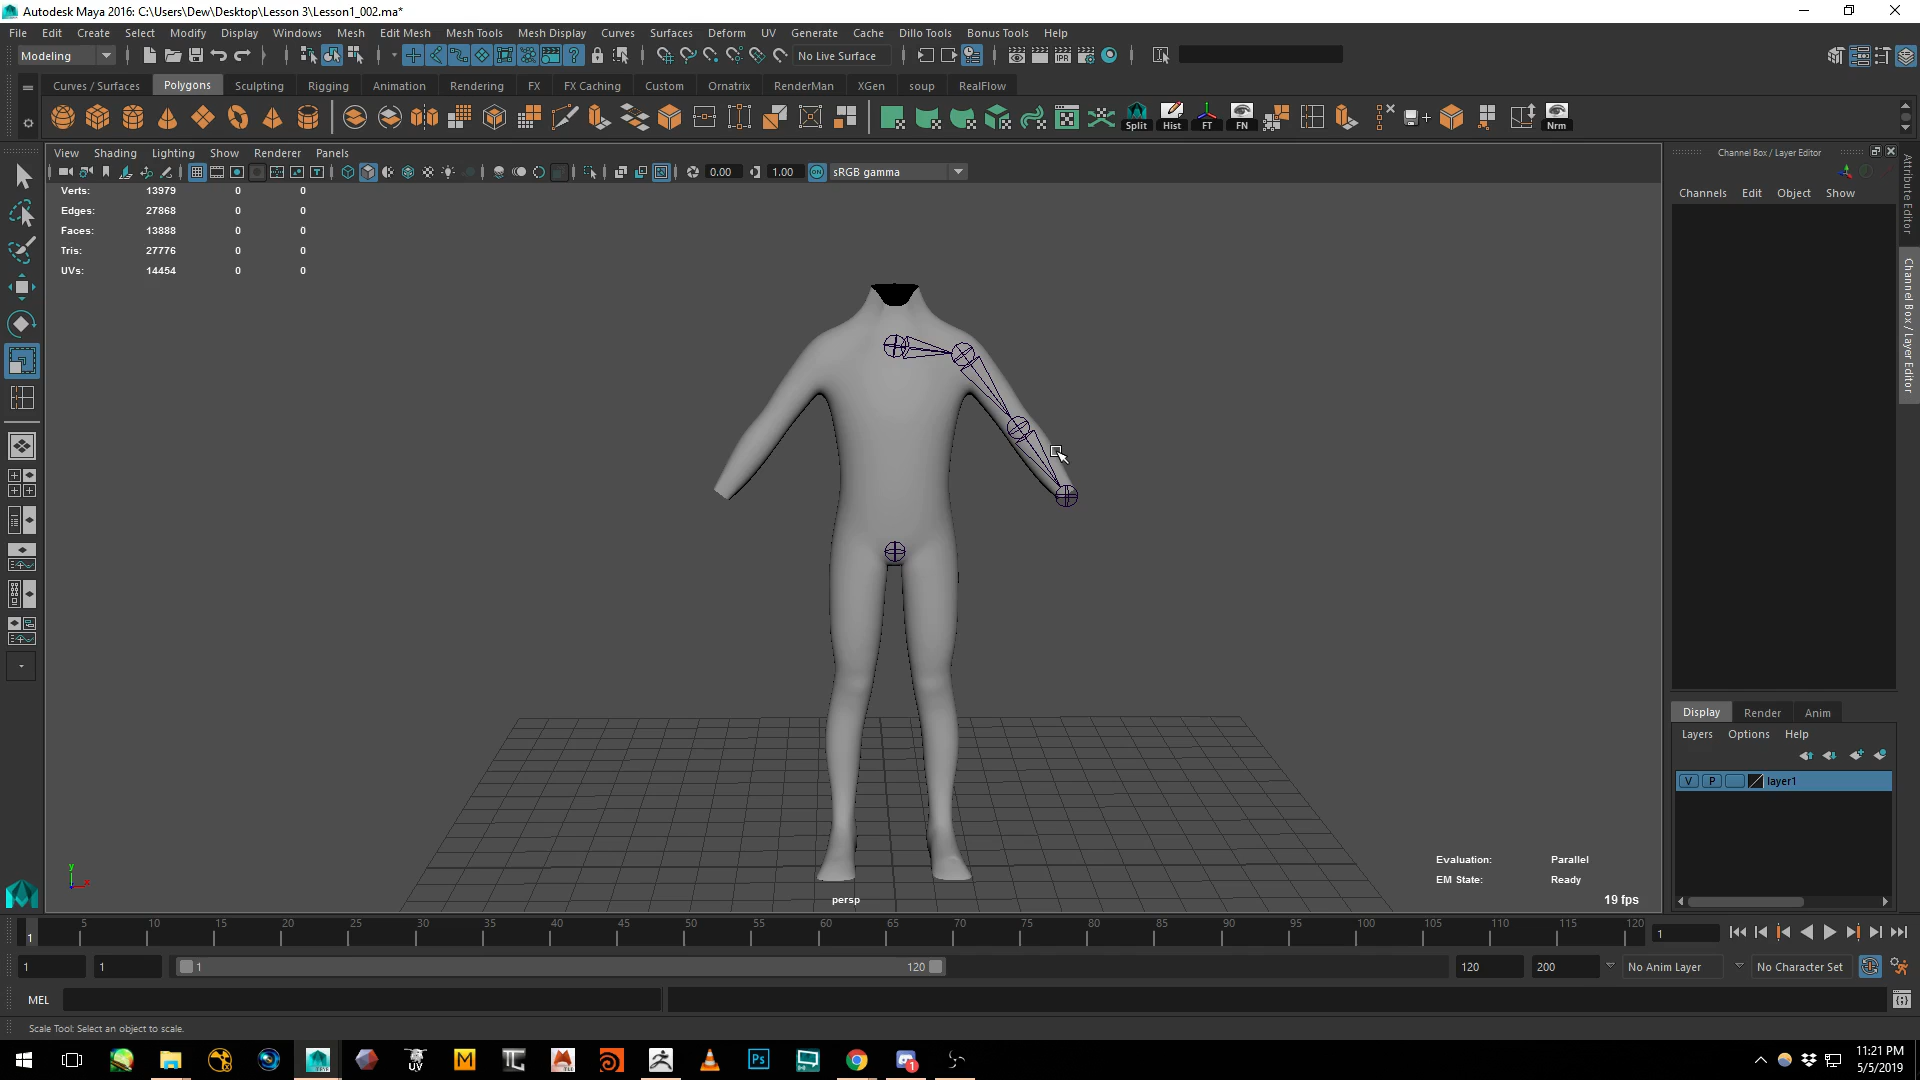 Autodesk Maya 2016: C:\Users\Dew\Desktop\Lesson 3\Lesson1_002.ma*
File Edit Create Select Modify Display Windows Mesh Edit Mesh Mesh Tools Mesh Display Curves Surfaces Deform UV Generate Cache Dillo Tools Bonus Tools Help
Modeling No Live Surface
Curves / Surfaces Polygons Sculpting Rigging Animation Rendering FX FX Caching Custom Ornatrix RenderMan XGen soup RealFlow
Split Hist FT FN Nrm
View Shading Lighting Show Renderer Panels
0.00 1.00 ON sRGB gamma
Verts: 13979 0 0
Edges: 27868 0 0
Faces: 13888 0 0
Tris: 27776 0 0
UVs: 14454 0 0
Channel Box / Layer Editor
Channels Edit Object Show
Attribute Editor
Channel Box / Layer Editor
Display Render Anim
Layers Options Help
V P layer1
y
x
Evaluation: Parallel
EM State: Ready
persp
19 fps
1 5 10 15 20 25 30 35 40 45 50 55 60 65 70 75 80 85 90 95 100 105 110 115 120 1
1 1 1 120 120 200 No Anim Layer No Character Set
MEL
Scale Tool: Select an object to scale.
UV M Ps 1
11:21 PM
5/5/2019